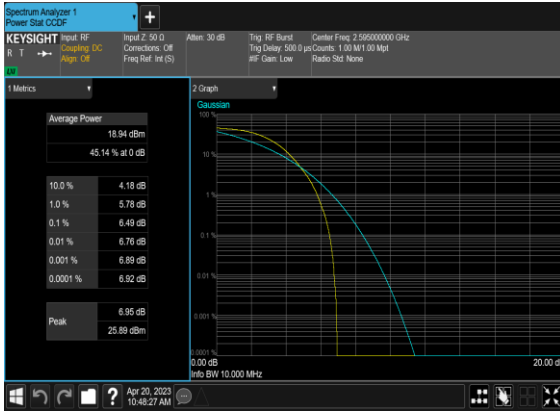 Spectrum Analyzer 1
Power Stat CCDF
+
KEYSIGHT Input: RF Input Z: 50 Ω Atten: 30 dB Trig: RF Burst Center Freq: 2.595000000 GHz
R T Coupling: DC Corrections: Off Trig Delay: 500.0 µs Counts: 1.00 M/1.00 Mpt
Align: Off Freq Ref: Int (S) #IF Gain: Low Radio Std: None
1 Metrics
2 Graph
Average Power
18.94 dBm
45.14 % at 0 dB
10.0 % 4.18 dB
1.0 % 5.78 dB
0.1 % 6.49 dB
0.01 % 6.76 dB
0.001 % 6.89 dB
0.0001 % 6.92 dB
Peak
6.95 dB
25.89 dBm
Gaussian
100 %
10 %
1 %
0.1 %
0.01 %
0.001 %
0.0001 %
0.00 dB 20.00 d
Info BW 10.000 MHz
?
Apr 20, 2023
10:48:27 AM